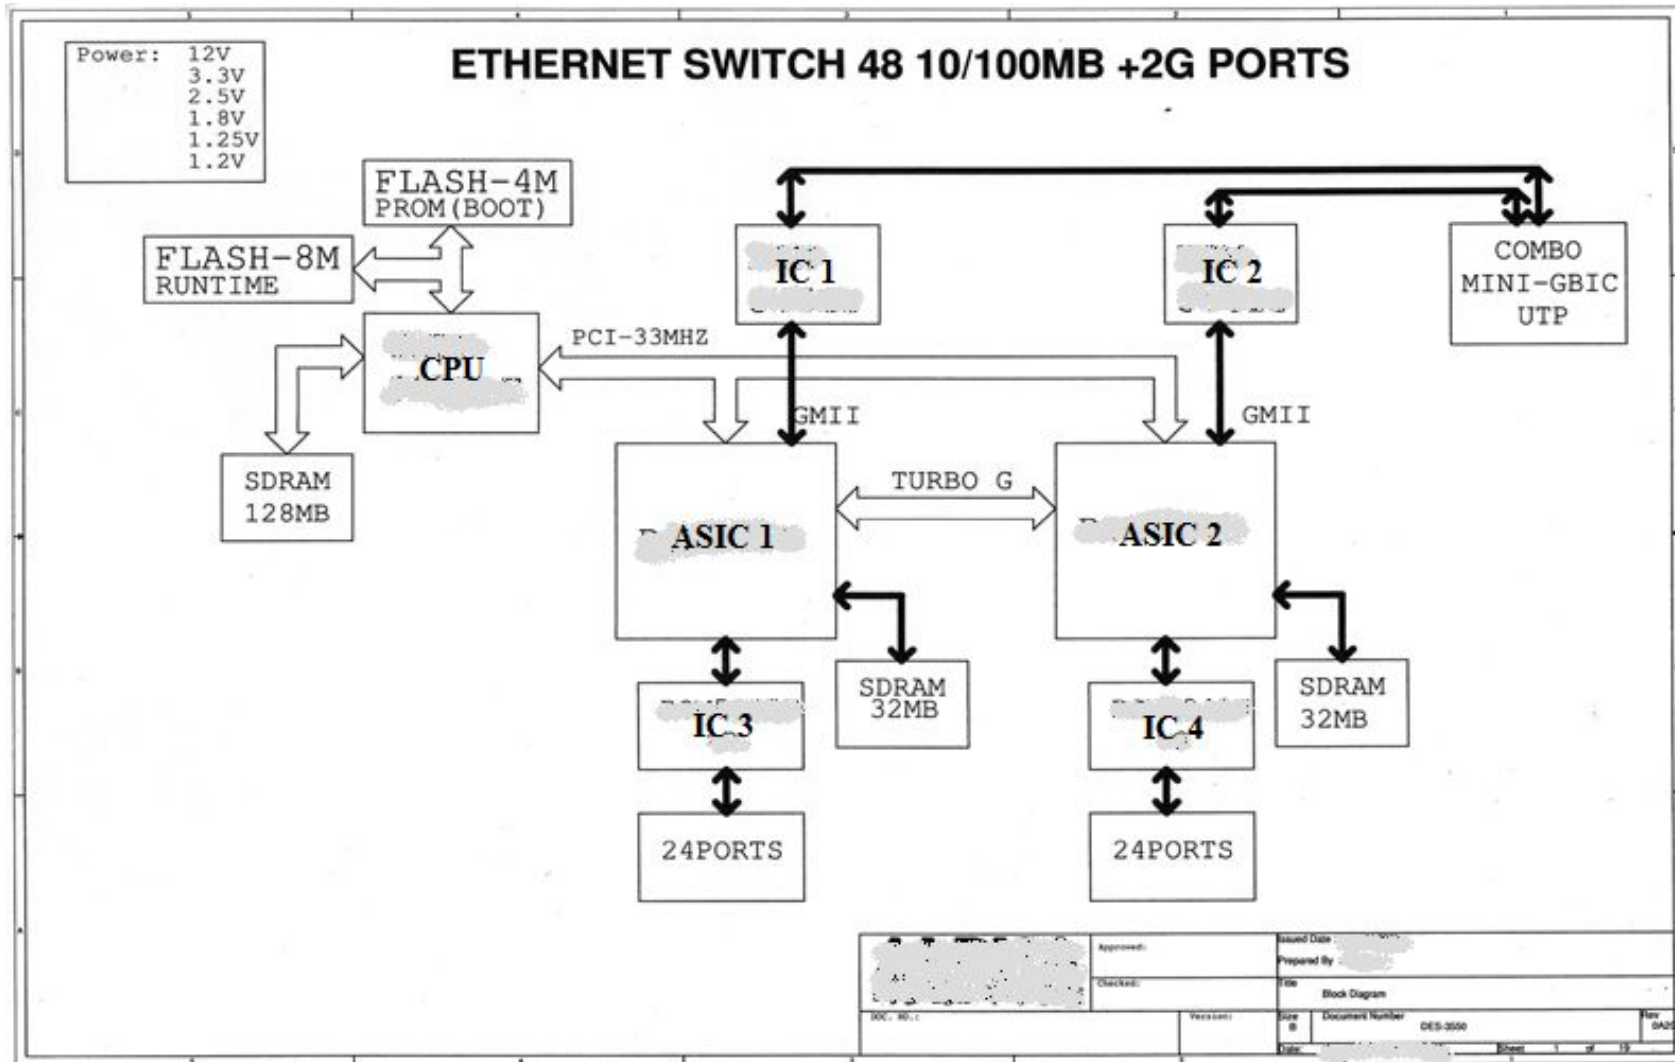 ETHERNET SWITCH 48 10/100MB +2G PORTS
Power: 12V
3.3V
2.5V
1.8V
1.25V
1.2V
FLASH-4M
PROM(BOOT)
FLASH-8M
RUNTIME
IC 1
IC 2
COMBO
MINI-GBIC
UTP
PCI-33MHZ
CPU
GMII
GMII
SDRAM
128MB
TURBO G
ASIC 1
ASIC 2
SDRAM
32MB
SDRAM
32MB
IC 3
IC 4
24PORTS
24PORTS
Approved:
Checked:
DOC. NO.:
Version:
Issued Date
Prepared By
Title
Block Diagram
Size
B
Document Number
DES-3550
Rev
Date:
Sheet 1 of 19